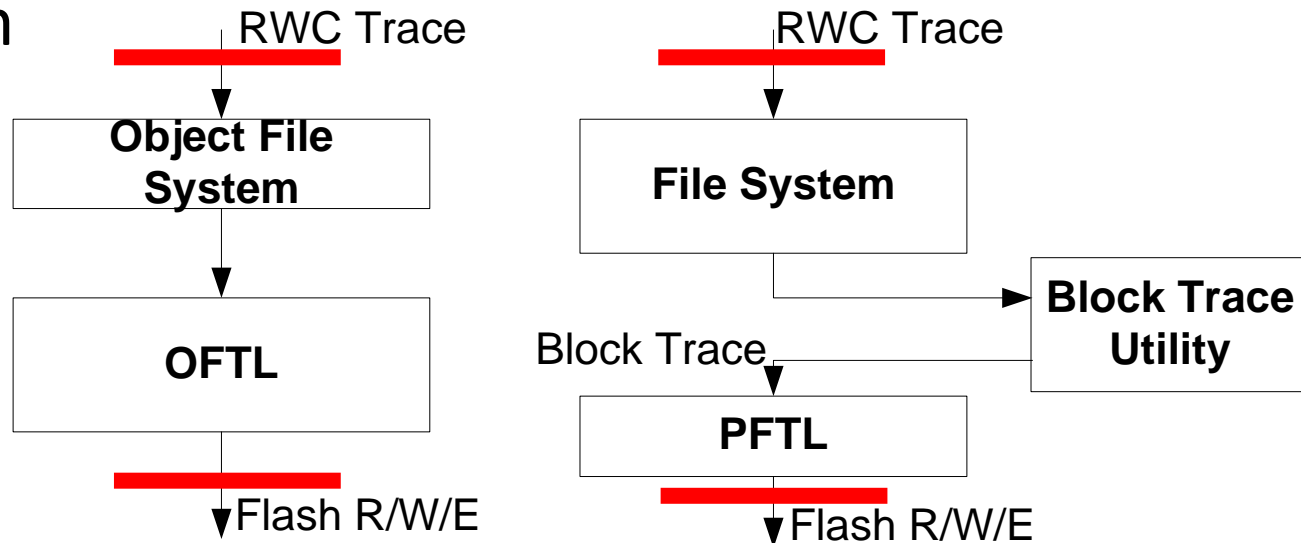 n
RWC Trace
Object File
System
OFTL
Flash R/W/E
RWC Trace
File System
Block Trace
Utility
Block Trace
PFTL
Flash R/W/E